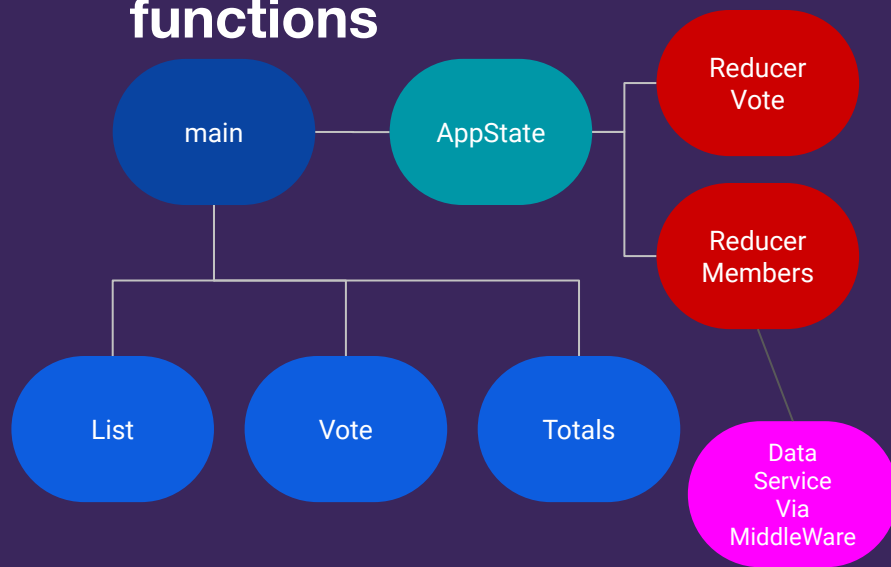 functions
main
AppState
Reducer
Vote
Reducer
Members
List
Vote
Totals
Data
Service
Via
MiddleWare